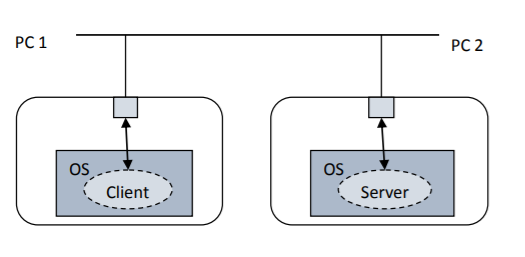 PC 1
PC 2
OS
Client
OS
Server